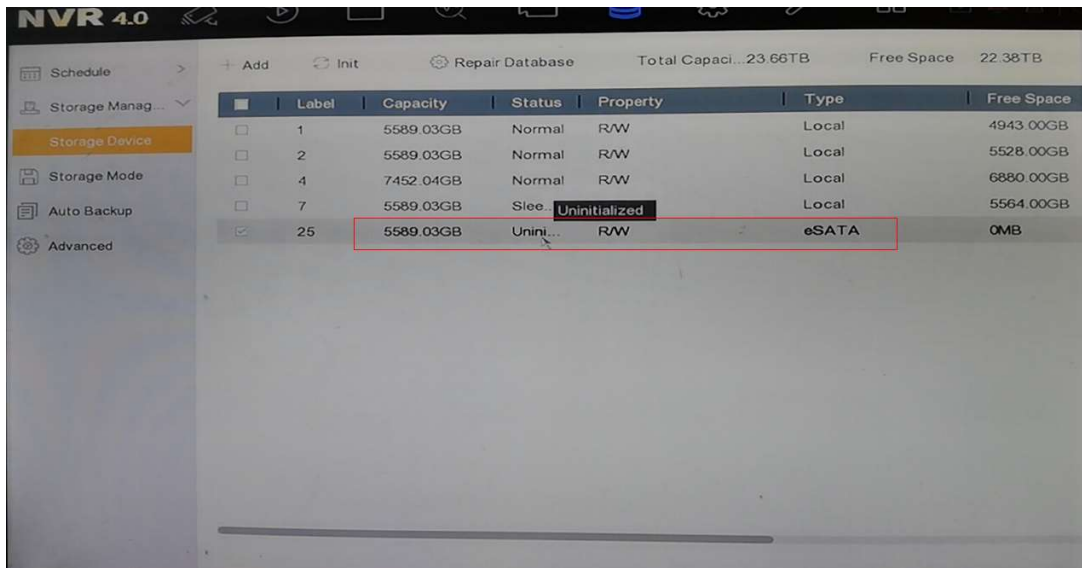 NVR 4.0
Schedule >
Storage Manag...
Storage Device
Storage Mode
Auto Backup
Advanced
+ Add Init Repair Database Total Capaci...23.66TB Free Space 22.38TB
Label Capacity Status Property Type Free Space
1 5589.03GB Normal R/W Local 4943.00GB
2 5589.03GB Normal R/W Local 5528.00GB
4 7452.04GB Normal R/W Local 6880.00GB
7 5589.03GB Slee... Local 5564.00GB
Uninitialized
25 5589.03GB Unini... R/W eSATA 0MB